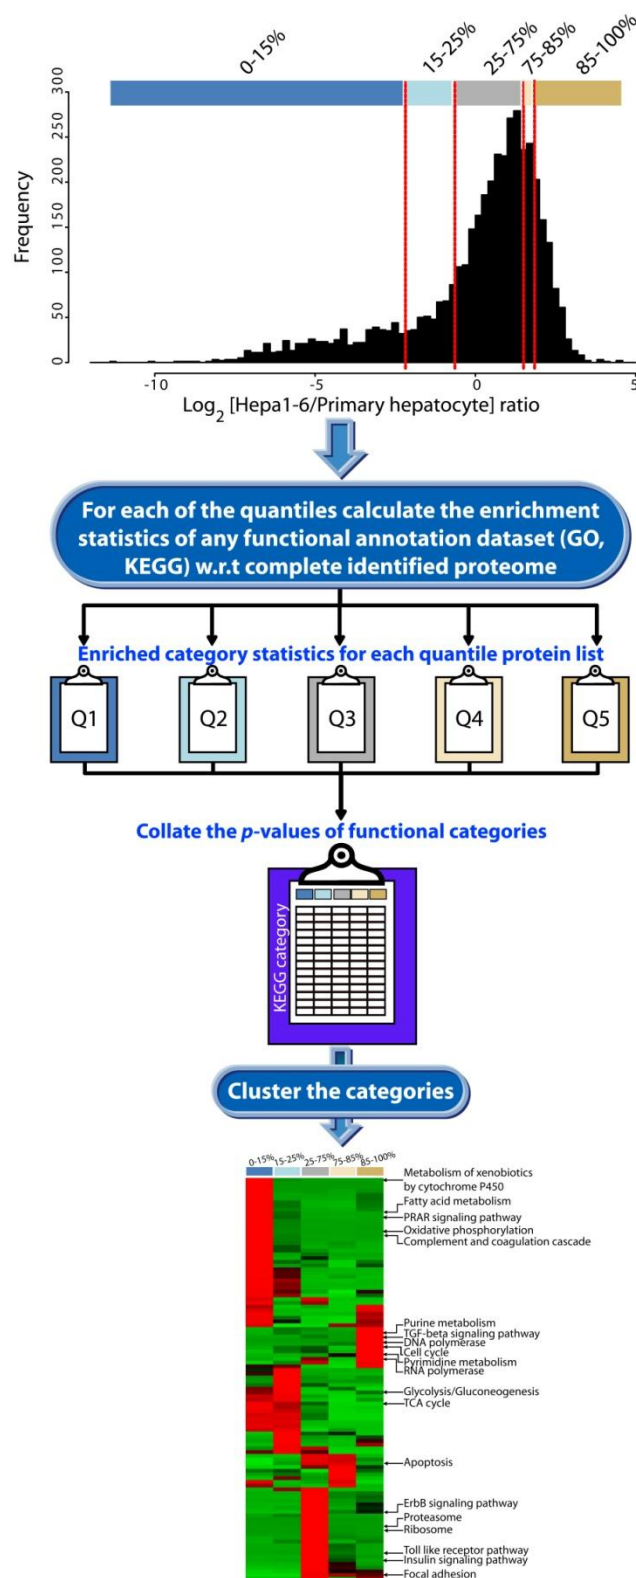 0-15%
15-25%
25-75%
75-85%
85-100%
Frequency
300
250
200
150
100
50
0
-10
-5
0
5
Log2 [Hepa1-6/Primary hepatocyte] ratio
For each of the quantiles calculate the enrichment
statistics of any functional annotation dataset (GO,
KEGG) w.r.t complete identified proteome
Enriched category statistics for each quantile protein list
Q1
Q2
Q3
Q4
Q5
Collate the p-values of functional categories
KEGG category
Cluster the categories
0-15%
15-25%
25-75%
75-85%
85-100%
Metabolism of xenobiotics
by cytochrome P450
Fatty acid metabolism
PRAR signaling pathway
Oxidative phosphorylation
Complement and coagulation cascade
Purine metabolism
TGF-beta signaling pathway
DNA polymerase
Cell cycle
Pyrimidine metabolism
RNA polymerase
Glycolysis/Gluconeogenesis
TCA cycle
Apoptosis
ErbB signaling pathway
Proteasome
Ribosome
Toll like receptor pathway
Insulin signaling pathway
Focal adhesion